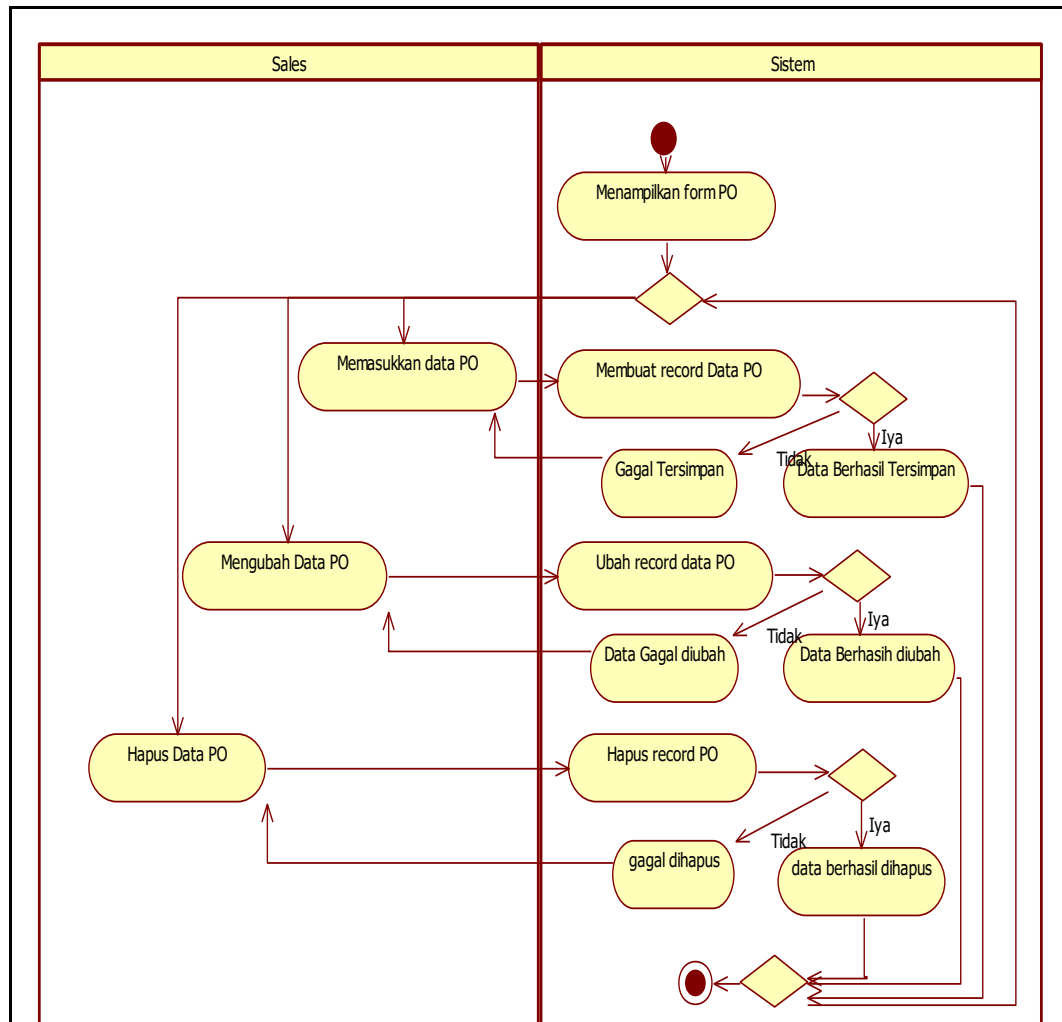 Sales
Sistem
Menampilkan form PO
Memasukkan data PO
Membuat record Data PO
Iya
Tidak
Gagal Tersimpan
Data Berhasil Tersimpan
Mengubah Data PO
Ubah record data PO
Iya
Tidak
Data Gagal diubah
Data Berhasih diubah
Hapus Data PO
Hapus record PO
Iya
Tidak
gagal dihapus
data berhasil dihapus